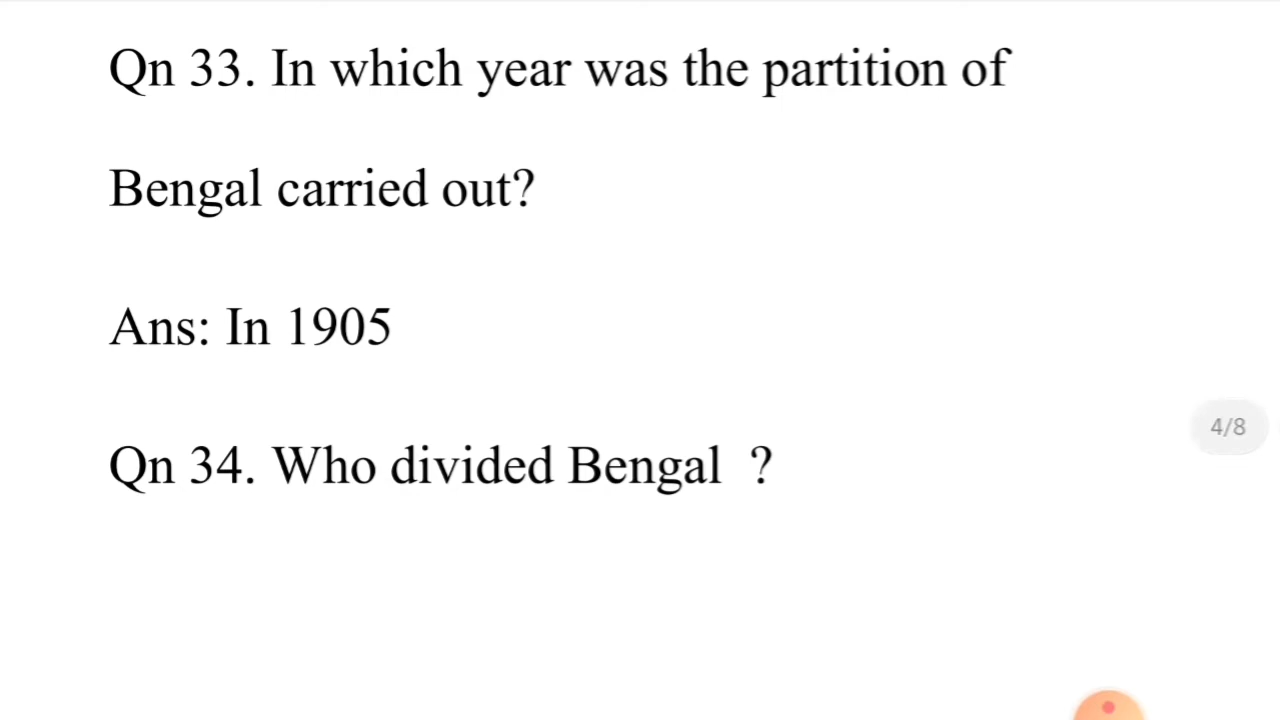 Qn 33. In which year was the partition of
Bengal carried out?
Ans: In 1905
4/8
Qn 34. Who divided Bengal  ?